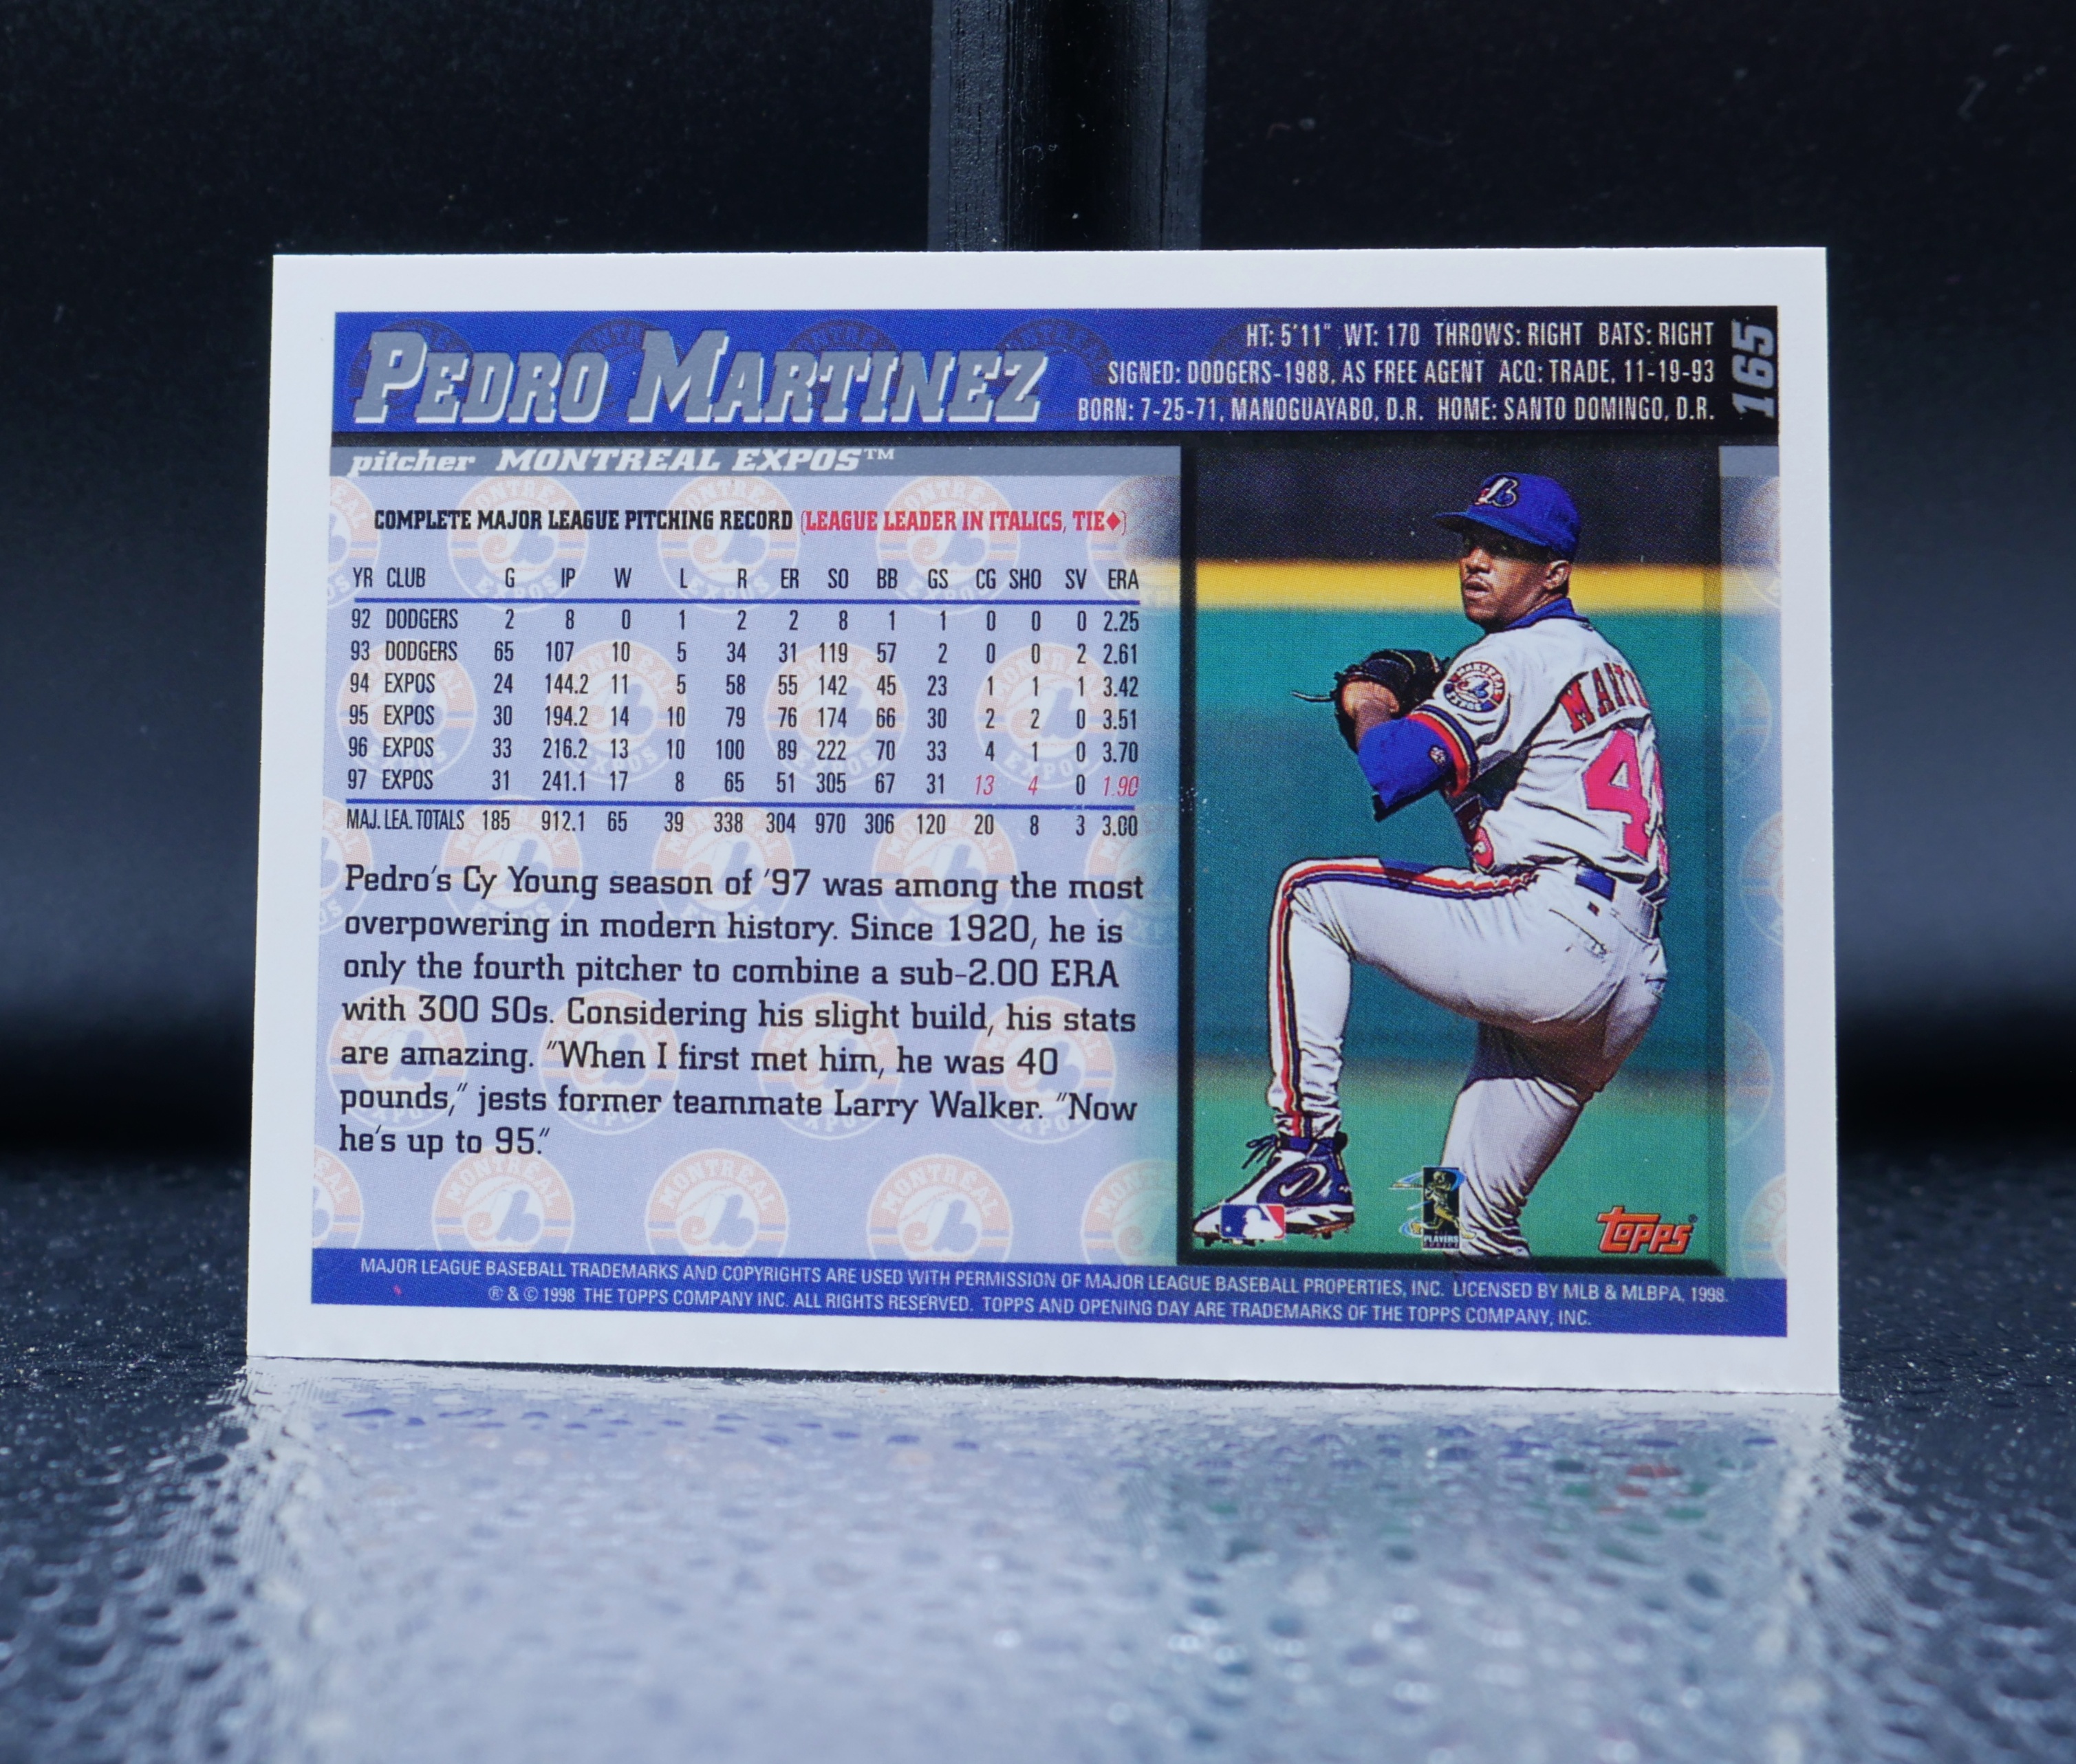 PEDRO MARTINEZ
HT: 5'11" WT: 170 THROWS: RIGHT BATS: RIGHT
SIGNED: DODGERS-1988, AS FREE AGENT ACQ: TRADE, 11-19-93
BORN: 7-25-71, MANOGUAYABO, D.R. HOME: SANTO DOMINGO, D.R.
165
pitcher MONTREAL EXPOS™
COMPLETE MAJOR LEAGUE PITCHING RECORD (LEAGUE LEADER IN ITALICS, TIE♦)
YR CLUB G IP W L R ER SO BB GS CG SHO SV ERA
92 DODGERS 2 8 0 1 2 2 8 1 1 0 0 0 2.25
93 DODGERS 65 107 10 5 34 31 119 57 2 0 0 2 2.61
94 EXPOS 24 144.2 11 5 58 55 142 45 23 1 1 1 3.42
95 EXPOS 30 194.2 14 10 79 76 174 66 30 2 2 0 3.51
96 EXPOS 33 216.2 13 10 100 89 222 70 33 4 1 0 3.70
97 EXPOS 31 241.1 17 8 65 51 305 67 31 13 4 0 1.90
MAJ. LEA. TOTALS 185 912.1 65 39 338 304 970 306 120 20 8 3 3.00
Pedro's Cy Young season of '97 was among the most
overpowering in modern history. Since 1920, he is
only the fourth pitcher to combine a sub-2.00 ERA
with 300 SOs. Considering his slight build, his stats
are amazing. "When I first met him, he was 40
pounds," jests former teammate Larry Walker. "Now
he's up to 95."
PLAYERS
TOPPS®
MAJOR LEAGUE BASEBALL TRADEMARKS AND COPYRIGHTS ARE USED WITH PERMISSION OF MAJOR LEAGUE BASEBALL PROPERTIES, INC. LICENSED BY MLB & MLBPA, 1998.
® & © 1998 THE TOPPS COMPANY INC. ALL RIGHTS RESERVED. TOPPS AND OPENING DAY ARE TRADEMARKS OF THE TOPPS COMPANY, INC.